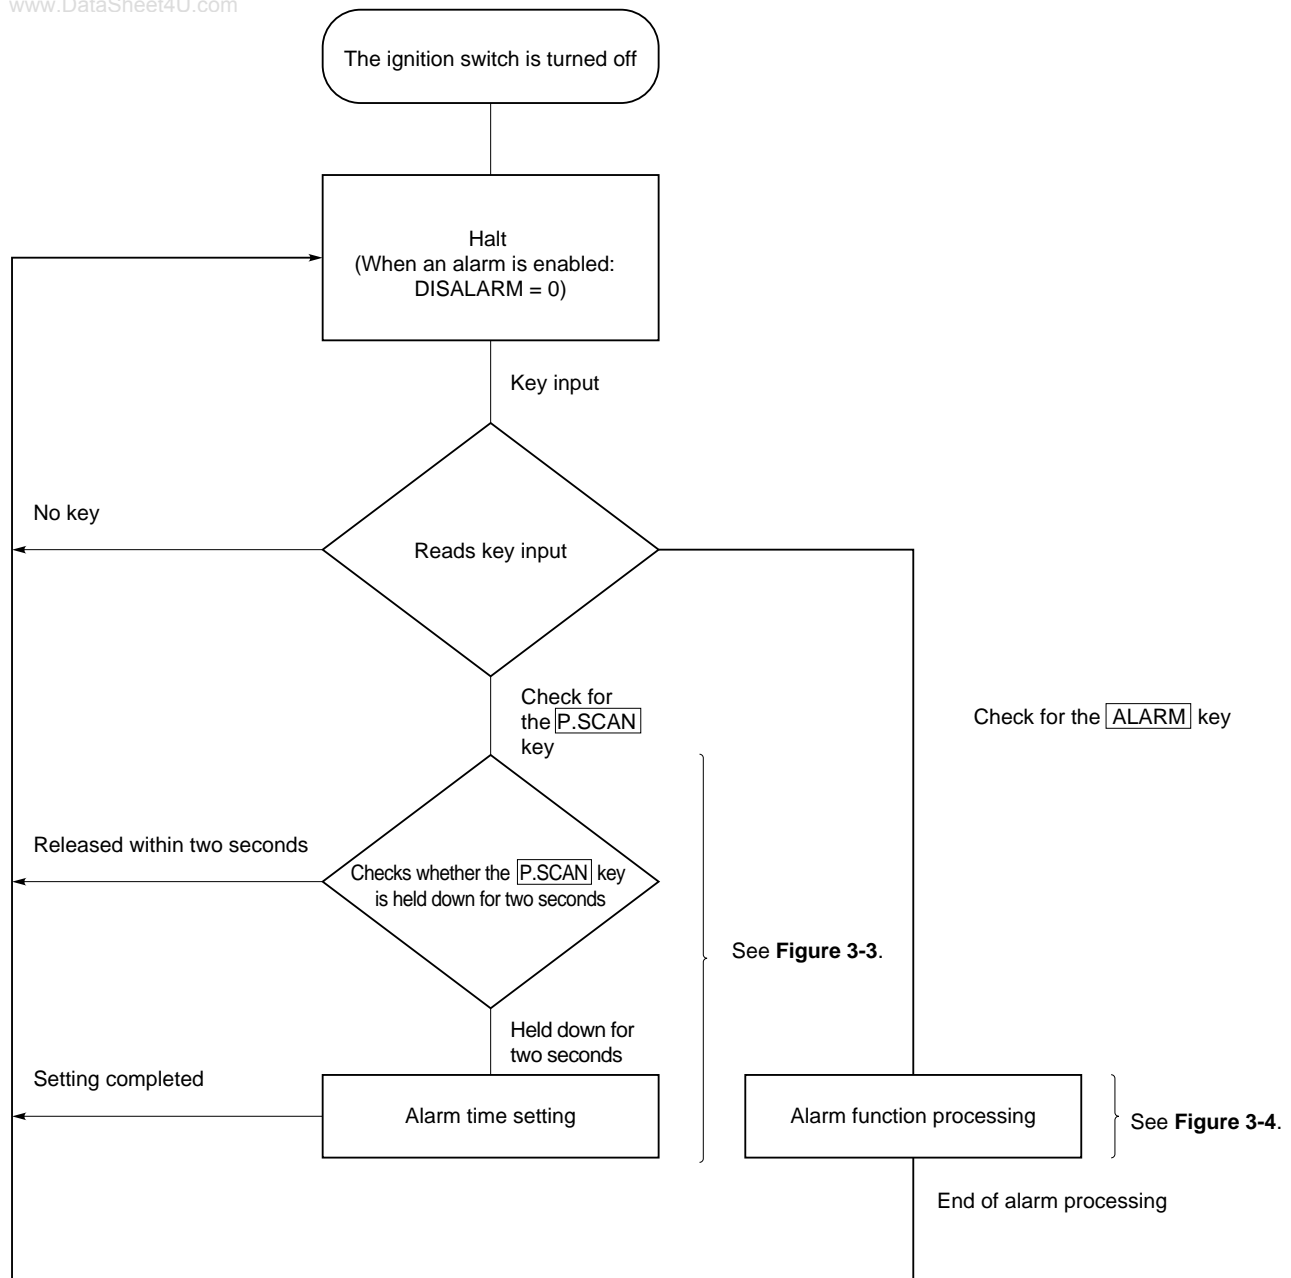 www.DataSheet4U.com
The ignition switch is turned off
Halt
(When an alarm is enabled:
DISALARM = 0)
Key input
No key
Reads key input
Check for
the P.SCAN
key
Check for the ALARM key
Released within two seconds
Checks whether the P.SCAN key
is held down for two seconds
See Figure 3-3.
Held down for
two seconds
Setting completed
Alarm time setting
Alarm function processing
See Figure 3-4.
End of alarm processing